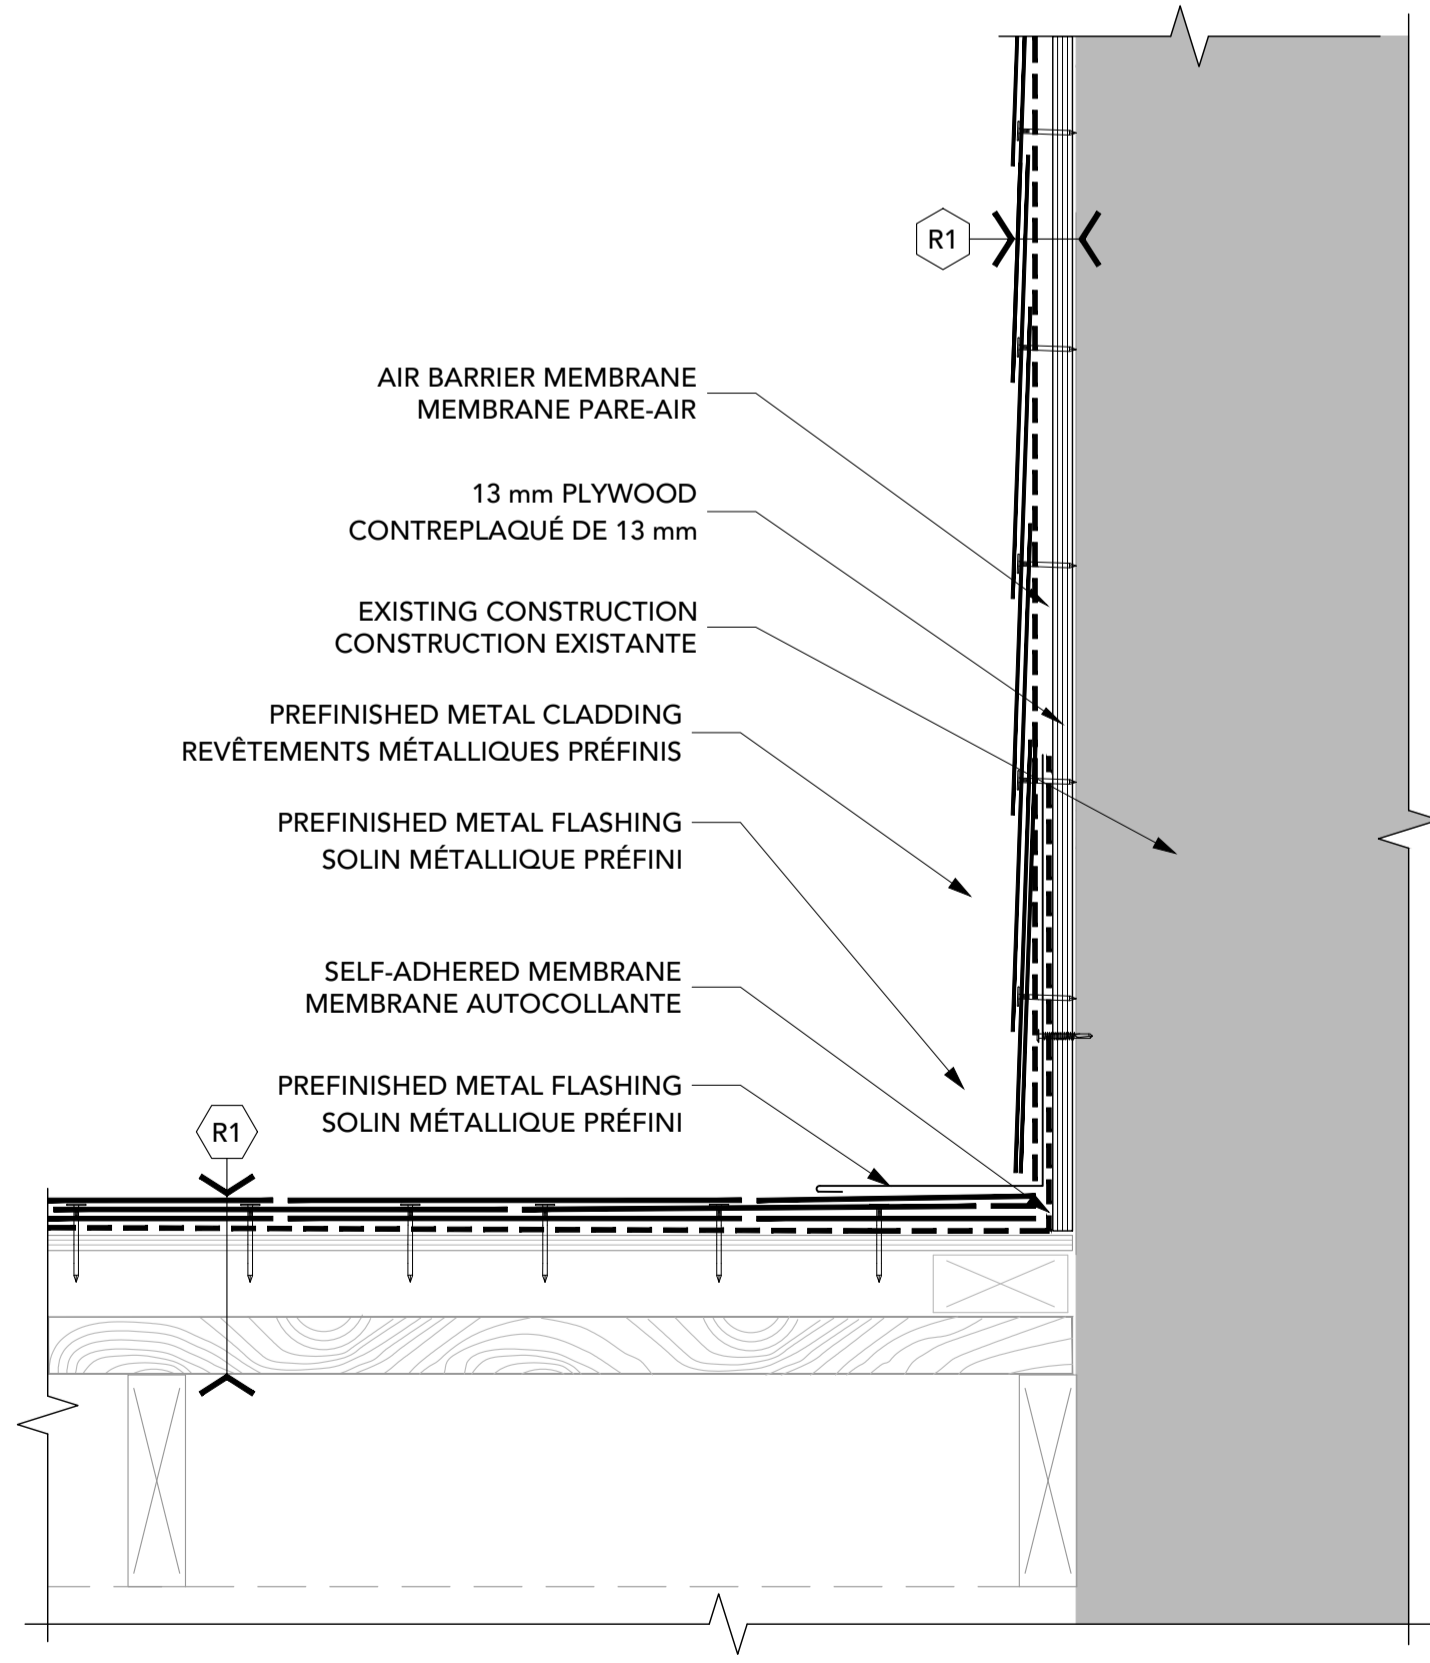 R1
AIR BARRIER MEMBRANE
MEMBRANE PARE-AIR
13 mm PLYWOOD
CONTREPLAQUÉ DE 13 mm
EXISTING CONSTRUCTION
CONSTRUCTION EXISTANTE
PREFINISHED METAL CLADDING
REVÊTEMENTS MÉTALLIQUES PRÉFINIS
PREFINISHED METAL FLASHING
SOLIN MÉTALLIQUE PRÉFINI
SELF-ADHERED MEMBRANE
MEMBRANE AUTOCOLLANTE
PREFINISHED METAL FLASHING
SOLIN MÉTALLIQUE PRÉFINI
R1